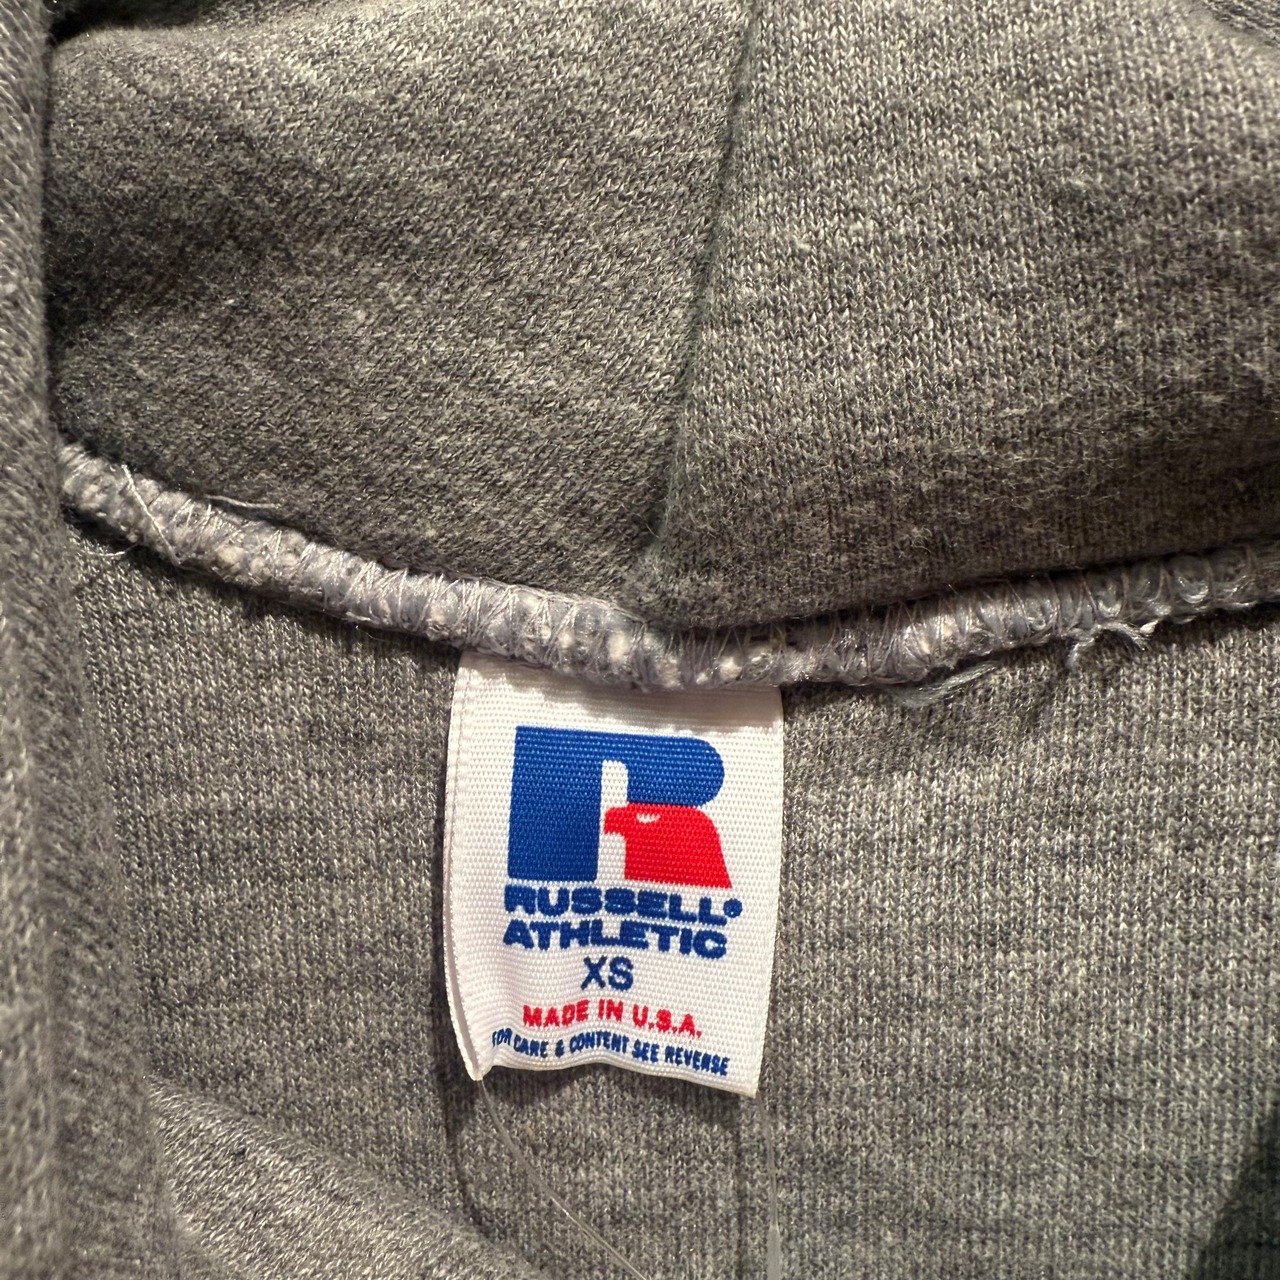 R
RUSSELL®
ATHLETIC
XS
MADE IN U.S.A.
FOR CARE & CONTENT SEE REVERSE